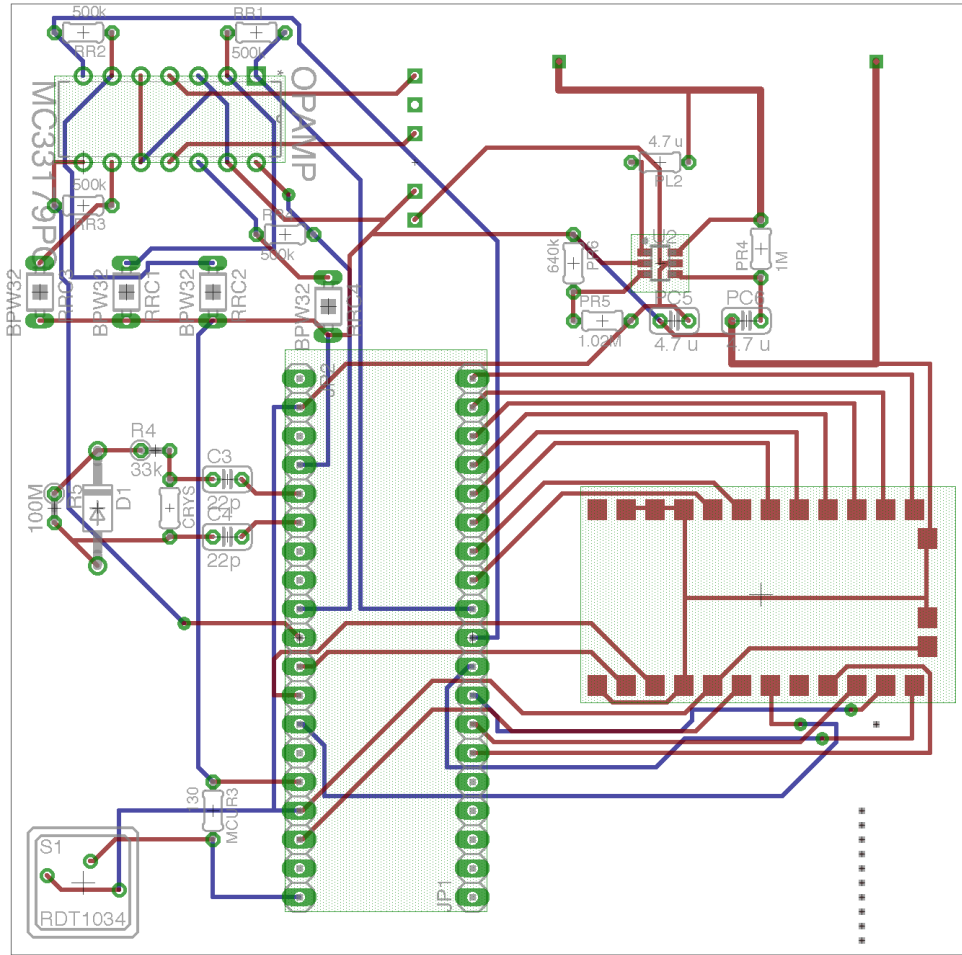 500k
RR1
RR2
500k
OPAMP
MC33179PG
4.7 u
PL2
500k
RR3
RR4
500k
U2
640k
PR6
PR4
1M
BPW32
RRC3
BPW32
RRC1
BPW32
RRC2
BPW32
RRC4
PR5
1.02M
PC5
4.7 u
PC6
4.7 u
R4
33k
C3
22p
100M
R5
D1
CRYS
C4
22p
130
MCUR3
S1
RDT1034
JP1